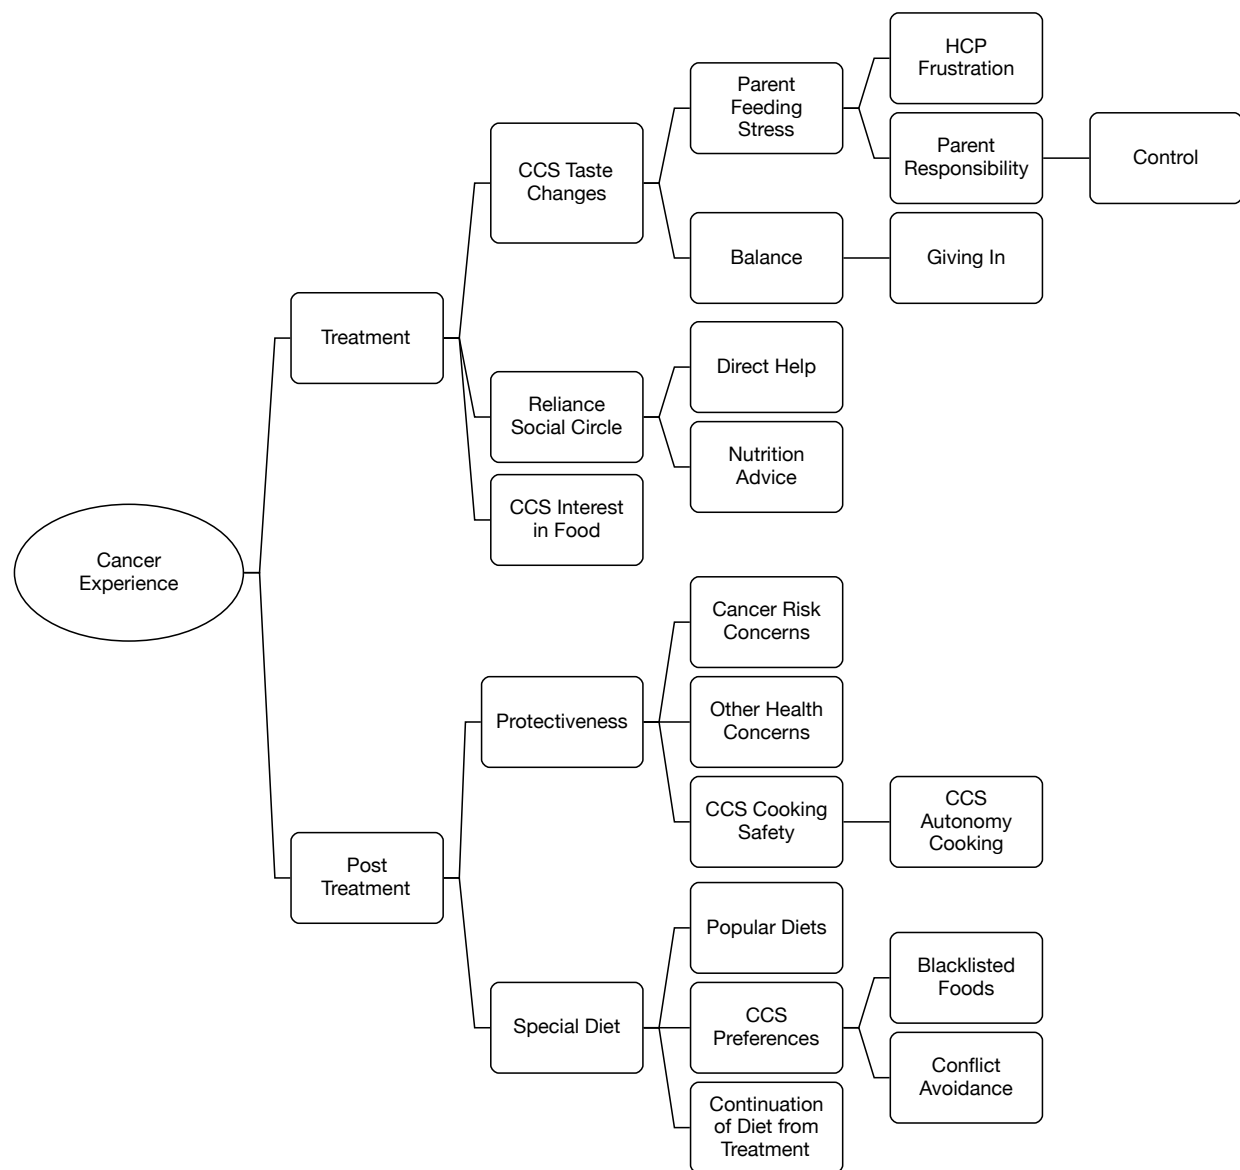 HCP
Frustration
Parent
Feeding
Stress
Parent
Responsibility
Control
CCS Taste
Changes
Balance
Giving In
Treatment
Direct Help
Reliance
Social Circle
Nutrition
Advice
CCS Interest
in Food
Cancer
Experience
Cancer Risk
Concerns
Protectiveness
Other Health
Concerns
CCS Cooking
Safety
CCS
Autonomy
Cooking
Post
Treatment
Popular Diets
Blacklisted
Foods
Special Diet
CCS
Preferences
Conflict
Avoidance
Continuation
of Diet from
Treatment